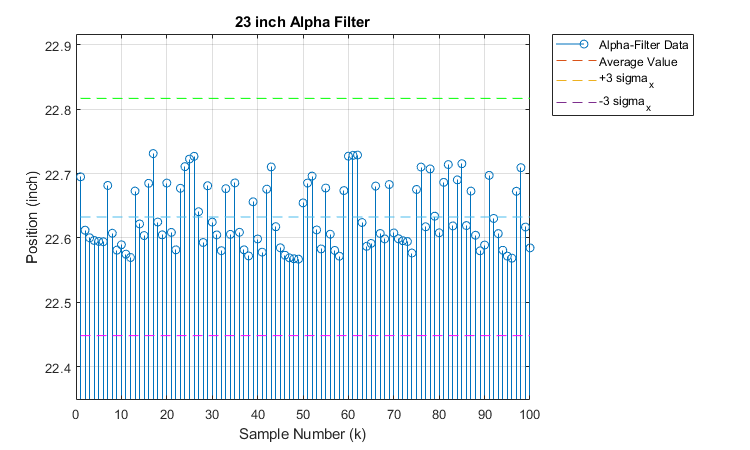 23 inch Alpha Filter
22.9
22.8
22.7
22.6
22.5
22.4
Position (inch)
0 10 20 30 40 50 60 70 80 90 100
Sample Number (k)
Alpha-Filter Data
Average Value
+3 sigma x
-3 sigma x